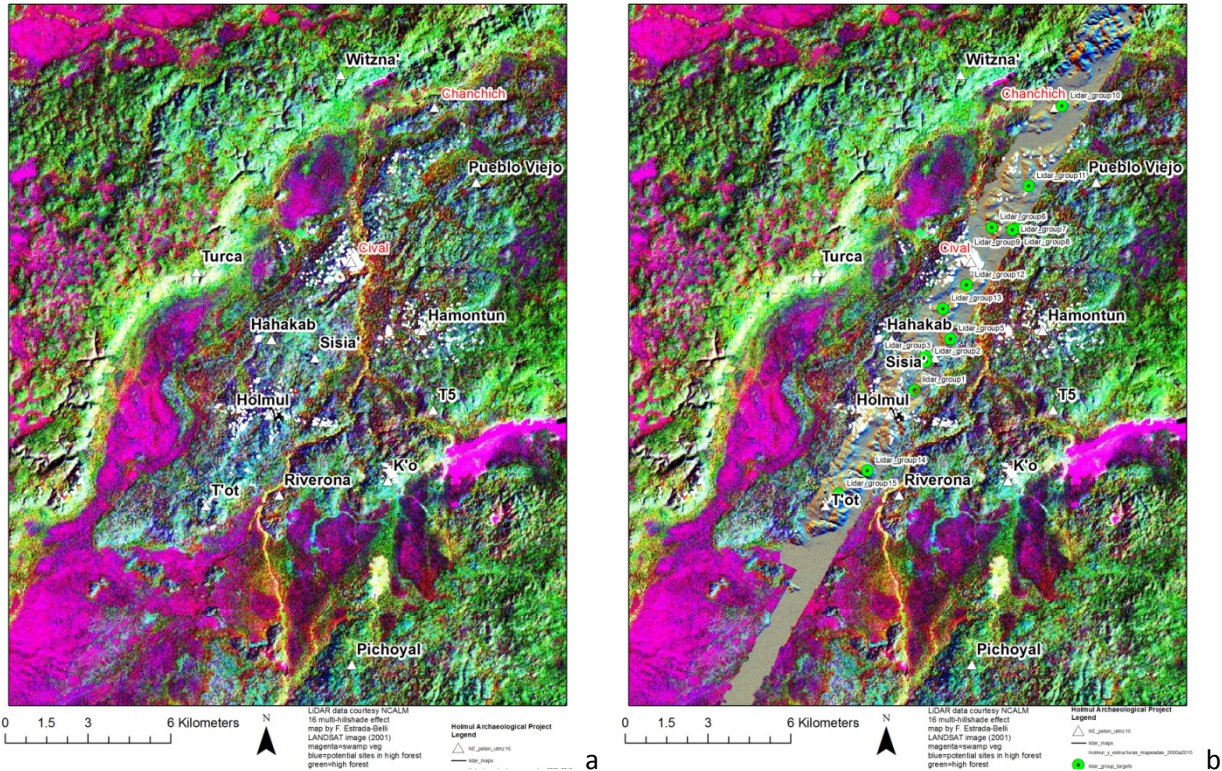 Witzna'
Chanchich
Pueblo Viejo
Cival
Turca
Hamontun
Hahakab
Sisia'
Holmul
T5
K'o
T'ot
Riverona
Pichoyal
0 1.5 3 6 Kilometers
N
LiDAR data courtesy NCALM
16 multi-hillshade effect
map by F. Estrada-Belli
LANDSAT image (2001)
magenta=swamp veg
blue=potential sites in high forest
green=high forest
Holmul Archaeological Project
Legend
NE_peten_utmz16
lidar_maps
a
Witzna'
Chanchich
Lidar_group10
Lidar_group11
Pueblo Viejo
Lidar_group6
Lidar_group7
Lidar_group9 Lidar_group8
Cival
Turca
Lidar_group12
Lidar_group13
Hahakab
Lidar_group5
Hamontun
Lidar_group3
Lidar_group2
Sisia'
lidar_group1
Holmul
T5
Lidar_group14
K'o
Lidar_group15
Riverona
T'ot
Pichoyal
0 1.5 3 6 Kilometers
N
LiDAR data courtesy NCALM
16 multi-hillshade effect
map by F. Estrada-Belli
LANDSAT image (2001)
magenta=swamp veg
blue=potential sites in high forest
green=high forest
Holmul Archaeological Project
Legend
NE_peten_utmz16
lidar_maps
Holmul_y_estructuras_mapeadas_2000a2015
lidar_group_targets
b